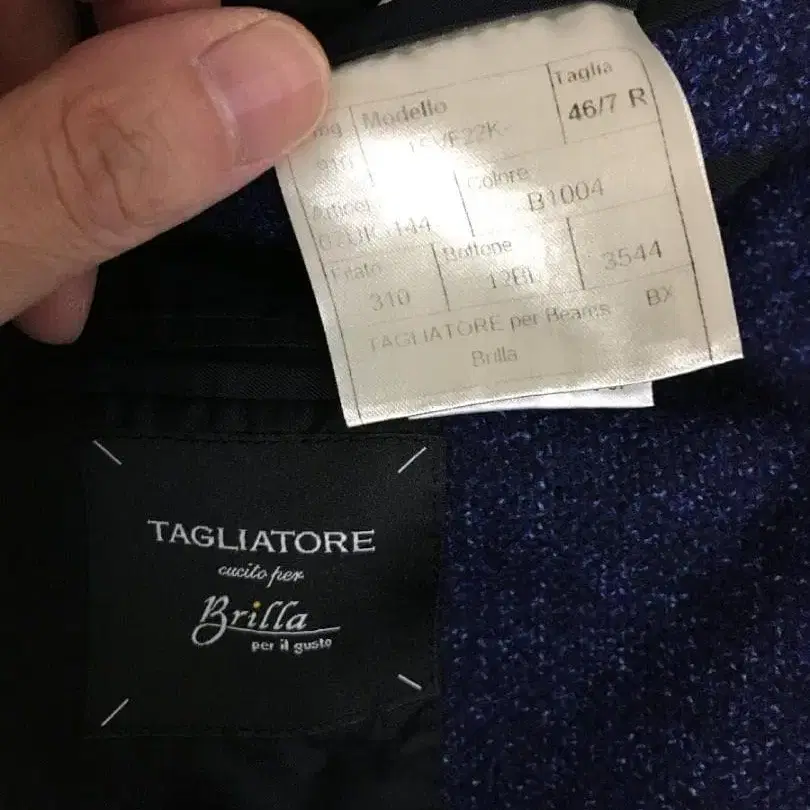 Modello
Taglia
46/7 R
Colore
B1004
144
Bottone
310
3544
TAGLIATORE per Beams BX
Brilla
TAGLIATORE
cucito per
Brilla
per il gusto